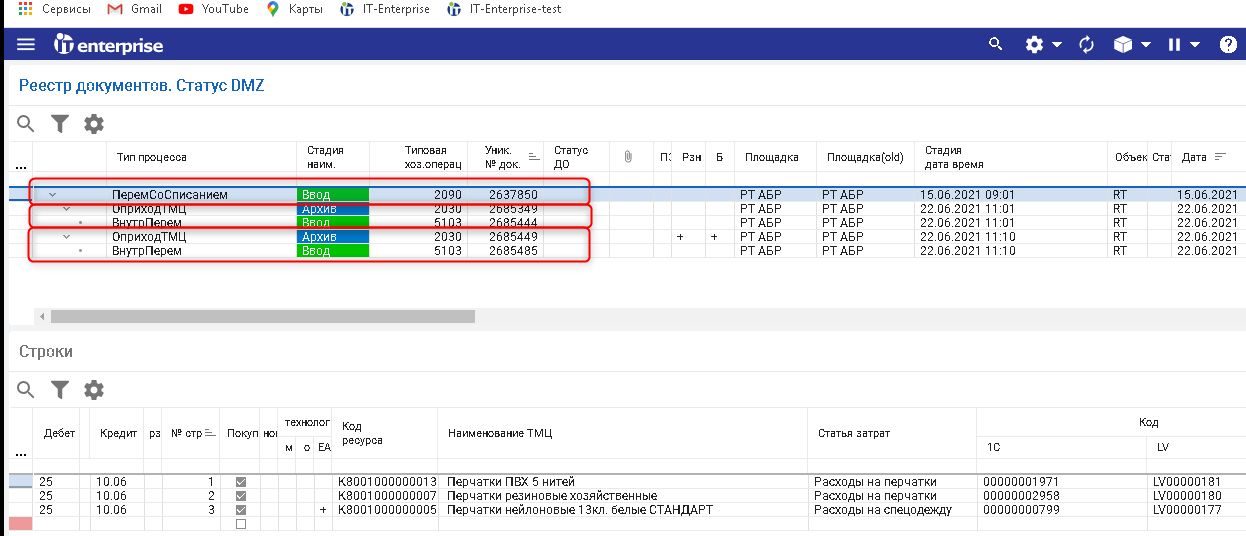 Сервисы Gmail YouTube Карты IT-Enterprise IT-Enterprise-test
it enterprise
Реестр документов. Статус DMZ
... Тип процесса Стадия наим. Типовая хоз.операц Уник. № док. Статус ДО Рзн Б Площадка Площадка(old) Стадия дата время Объек Ста Дата
ПеремСоСписанием Ввод 2090 2637850 РТ АБР РТ АБР 15.06.2021 09:01 RT 15.06.2021
ОприходТМЦ Архив 2030 2685349 РТ АБР РТ АБР 22.06.2021 11:01 RT 22.06.2021
ВнутрПерем Ввод 5103 2685444 РТ АБР РТ АБР 22.06.2021 11:01 RT 22.06.2021
ОприходТМЦ Архив 2030 2685449 + + РТ АБР РТ АБР 22.06.2021 11:10 RT 22.06.2021
ВнутрПерем Ввод 5103 2685485 РТ АБР РТ АБР 22.06.2021 11:10 RT 22.06.2021
Строки
... Дебет Кредит рз № стр Покуп но технолог Код ресурса Наименование ТМЦ Статья затрат Код
м о ЕА 1С LV
25 10.06 1 К8001000000013 Перчатки ПВХ 5 нитей Расходы на перчатки 00000001971 LV00000181
25 10.06 2 К8001000000007 Перчатки резиновые хозяйственные Расходы на перчатки 00000002958 LV00000180
25 10.06 3 + К8001000000005 Перчатки нейлоновые 13кл. белые СТАНДАРТ Расходы на спецодежду 00000000799 LV00000177